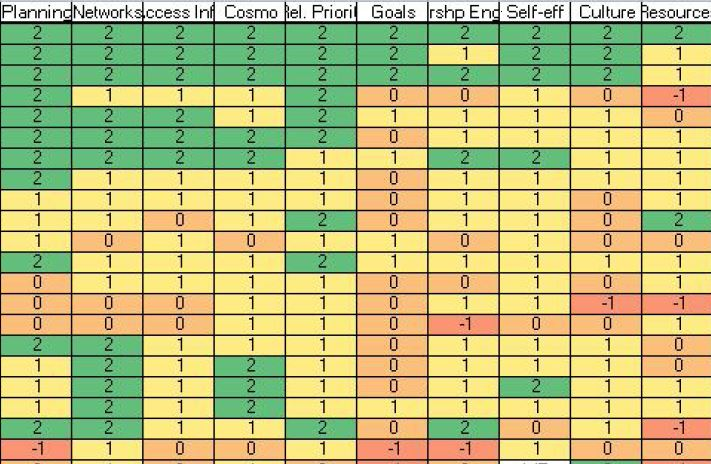 Planning Networks ccess Inf Cosmo Rel. Priorit Goals rshp Eng Self-eff Culture Resource
2 2 2 2 2 2 2 2 2 2
2 2 2 2 2 2 1 2 2 1
2 2 2 2 2 2 2 2 2 1
2 1 1 1 2 0 0 1 0 -1
2 2 2 1 2 1 1 1 1 0
2 2 2 2 2 0 1 1 1 1
2 2 2 2 1 1 2 2 1 1
2 1 1 1 1 0 1 1 1 1
1 1 1 1 1 0 1 1 0 1
1 1 0 1 2 0 1 1 0 2
1 0 1 0 1 1 0 1 0 0
2 1 1 1 2 1 1 1 1 1
0 1 1 1 1 0 0 1 0 1
0 0 0 1 1 0 1 1 -1 -1
0 0 0 1 1 0 -1 0 0 1
2 2 1 1 1 0 1 1 1 0
1 2 1 2 1 0 1 1 1 0
1 2 1 2 1 0 1 2 1 1
1 2 1 2 1 1 1 1 1 1
2 2 1 1 2 0 2 0 1 -1
-1 1 0 0 1 -1 -1 1 0 0